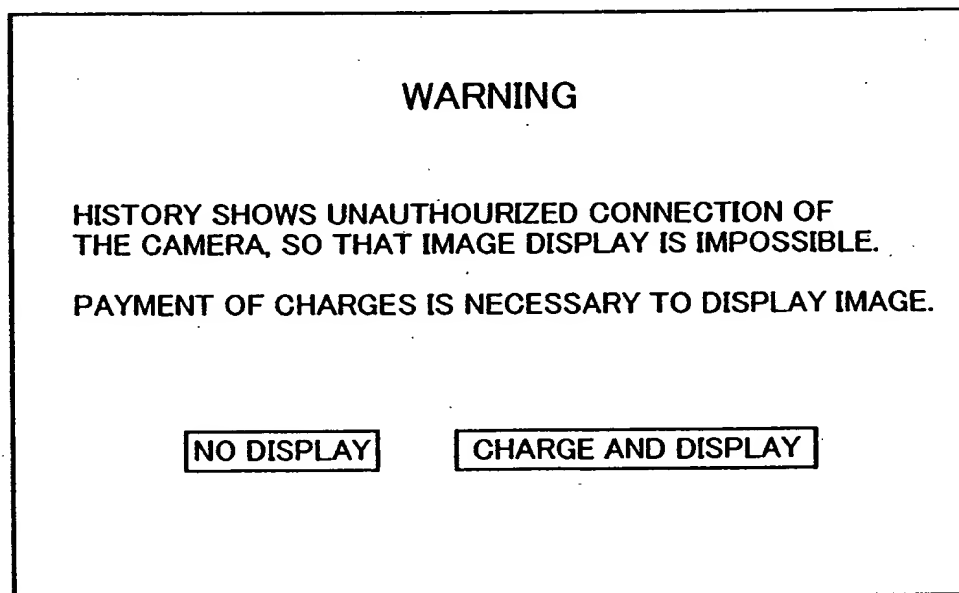 WARNING
HISTORY SHOWS UNAUTHOURIZED CONNECTION OF
THE CAMERA, SO THAT IMAGE DISPLAY IS IMPOSSIBLE.
PAYMENT OF CHARGES IS NECESSARY TO DISPLAY IMAGE.
NO DISPLAY CHARGE AND DISPLAY